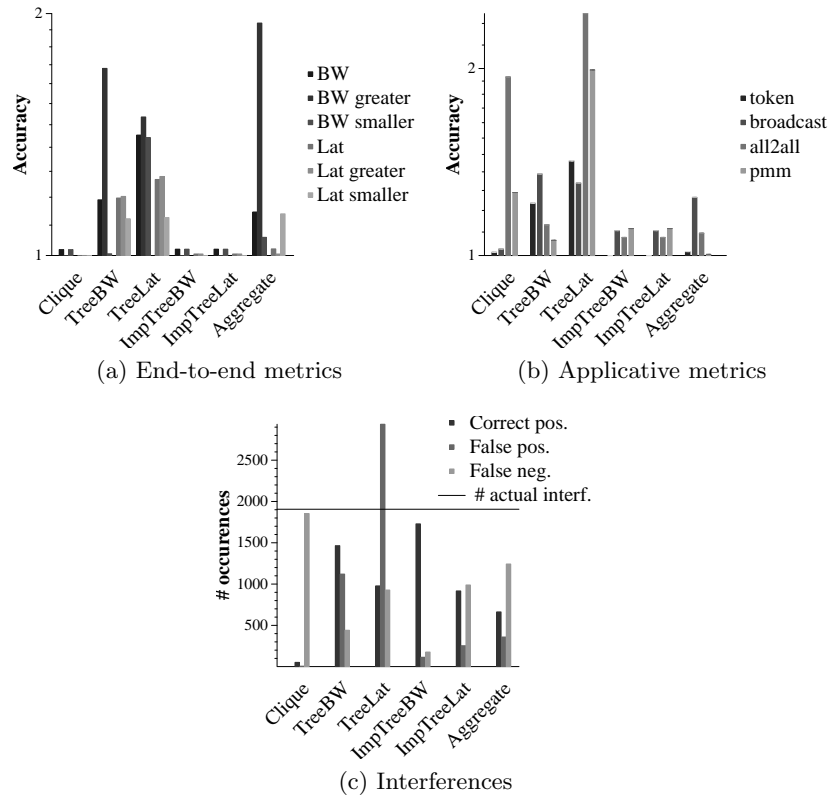 2
1
Accuracy
BW
BW greater
BW smaller
Lat
Lat greater
Lat smaller
Clique
TreeBW
TreeLat
ImpTreeBW
ImpTreeLat
Aggregate
(a) End-to-end metrics
2
1
Accuracy
token
broadcast
all2all
pmm
Clique
TreeBW
TreeLat
ImpTreeBW
ImpTreeLat
Aggregate
(b) Applicative metrics
Correct pos.
False pos.
False neg.
# actual interf.
# occurences
2500
2000
1500
1000
500
Clique
TreeBW
TreeLat
ImpTreeBW
ImpTreeLat
Aggregate
(c) Interferences